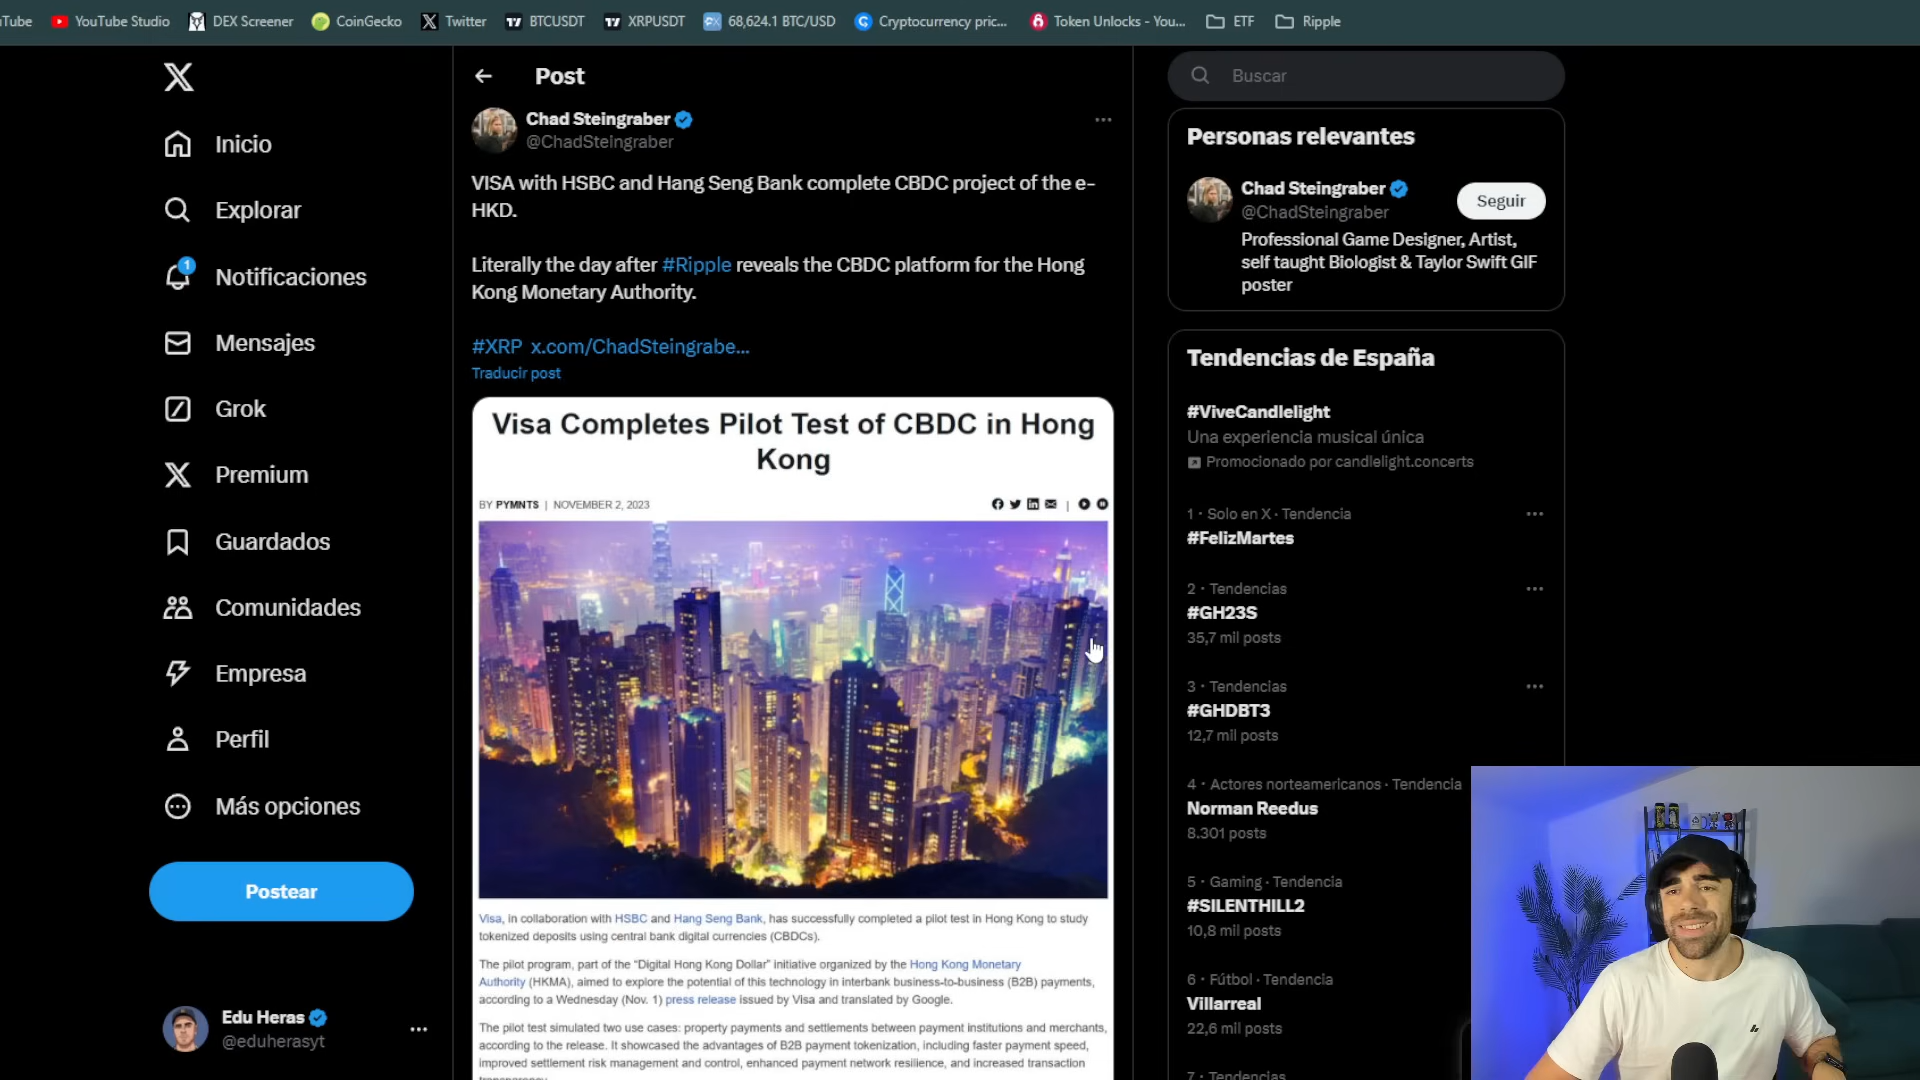 uTube YouTube Studio DEX Screener CoinGecko Twitter BTCUSDT XRPUSDT 68,624.1 BTC/USD Cryptocurrency pric... Token Unlocks - You... ETF Ripple
Inicio
Explorar
1
Notificaciones
Mensajes
Grok
Premium
Guardados
Comunidades
Empresa
Perfil
Más opciones
Postear
Edu Heras
@eduherasyt
Post
Chad Steingraber
@ChadSteingraber
VISA with HSBC and Hang Seng Bank complete CBDC project of the e-
HKD.
Literally the day after #Ripple reveals the CBDC platform for the Hong
Kong Monetary Authority.
#XRP x.com/ChadSteingrabe...
Traducir post
Visa Completes Pilot Test of CBDC in Hong
Kong
BY PYMNTS | NOVEMBER 2, 2023
Visa, in collaboration with HSBC and Hang Seng Bank, has successfully completed a pilot test in Hong Kong to study
tokenized deposits using central bank digital currencies (CBDCs).
The pilot program, part of the "Digital Hong Kong Dollar" initiative organized by the Hong Kong Monetary
Authority (HKMA), aimed to explore the potential of this technology in interbank business-to-business (B2B) payments,
according to a Wednesday (Nov. 1) press release issued by Visa and translated by Google.
The pilot test simulated two use cases: property payments and settlements between payment institutions and merchants,
according to the release. It showcased the advantages of B2B payment tokenization, including faster payment speed,
improved settlement risk management and control, enhanced payment network resilience, and increased transaction
transparency.
Buscar
Personas relevantes
Chad Steingraber
@ChadSteingraber
Seguir
Professional Game Designer, Artist,
self taught Biologist & Taylor Swift GIF
poster
Tendencias de España
#ViveCandlelight
Una experiencia musical única
Promocionado por candlelight.concerts
1 · Solo en X · Tendencia
#FelizMartes
2 · Tendencias
#GH23S
35,7 mil posts
3 · Tendencias
#GHDBT3
12,7 mil posts
4 · Actores norteamericanos · Tendencia
Norman Reedus
8.301 posts
5 · Gaming · Tendencia
#SILENTHILL2
10,8 mil posts
6 · Fútbol · Tendencia
Villarreal
22,6 mil posts
7 · Tendencias